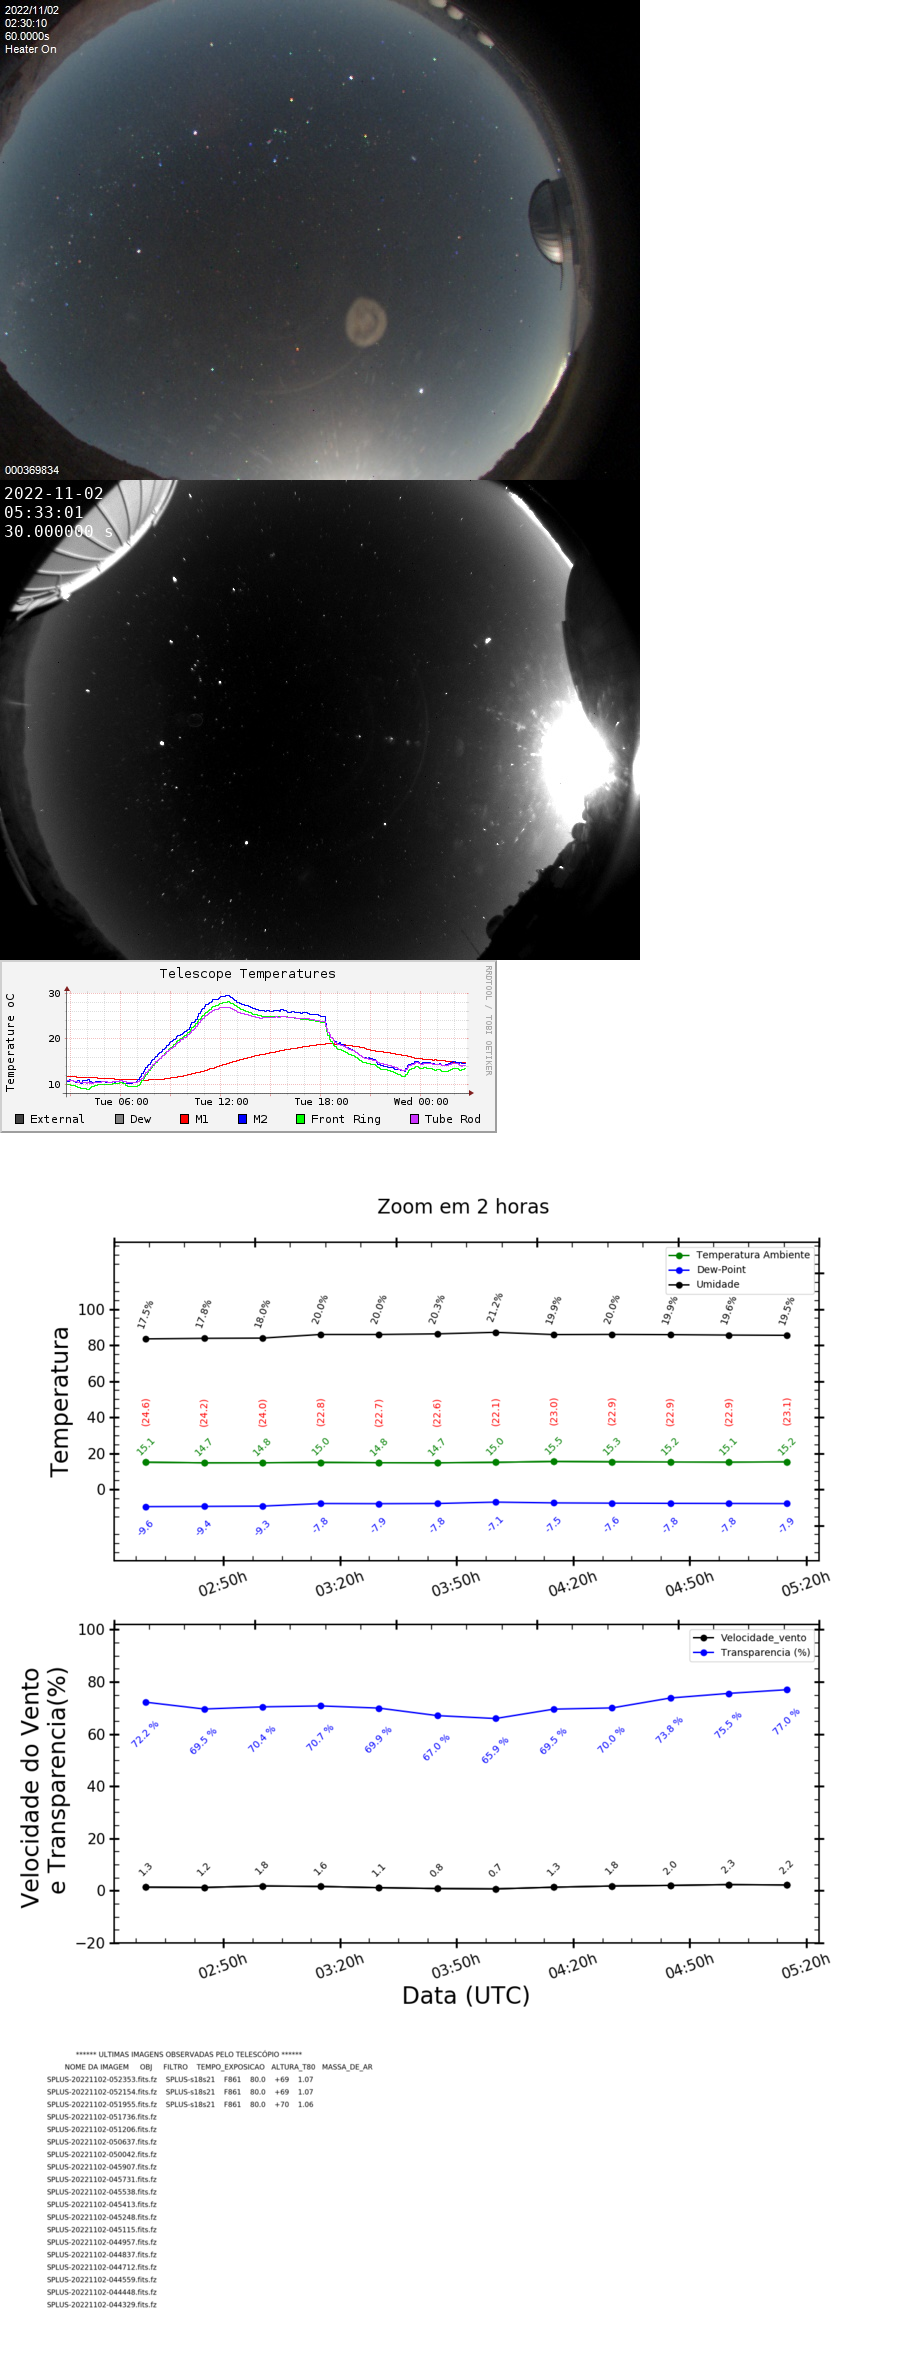 2022/11/02
02:30:10
60.0000s
Heater On
000369834
2022-11-02
05:33:01
30.000000 s
Telescope Temperatures
RRDTOOL / TOBI OETIKER
Temperature oC
30
20
10
Tue 06:00 Tue 12:00 Tue 18:00 Wed 00:00
External Dew M1 M2 Front Ring Tube Rod
Zoom em 2 horas
Temperatura Ambiente
Dew-Point
Umidade
Temperatura
100
80
60
40
20
0
17.5% 17.8% 18.0% 20.0% 20.0% 20.3% 21.2% 19.9% 20.0% 19.9% 19.6% 19.5%
(24.6) (24.2) (24.0) (22.8) (22.7) (22.6) (22.1) (23.0) (22.9) (22.9) (22.9) (23.1)
15.1 14.7 14.8 15.0 14.8 14.7 15.0 15.5 15.3 15.2 15.1 15.2
-9.6 -9.4 -9.3 -7.8 -7.9 -7.8 -7.1 -7.5 -7.6 -7.8 -7.8 -7.9
02:50h 03:20h 03:50h 04:20h 04:50h 05:20h
Velocidade_vento
Transparencia (%)
Velocidade do Vento
e Transparencia(%)
100
80
60
40
20
0
−20
72.2 % 69.5 % 70.4 % 70.7 % 69.9 % 67.0 % 65.9 % 69.5 % 70.0 % 73.8 % 75.5 % 77.0 %
1.3 1.2 1.8 1.6 1.1 0.8 0.7 1.3 1.8 2.0 2.3 2.2
02:50h 03:20h 03:50h 04:20h 04:50h 05:20h
Data (UTC)
****** ULTIMAS IMAGENS OBSERVADAS PELO TELESCÓPIO ******
NOME DA IMAGEM OBJ FILTRO TEMPO_EXPOSICAO ALTURA_T80 MASSA_DE_AR
SPLUS-20221102-052353.fits.fz SPLUS-s18s21 F861 80.0 +69 1.07
SPLUS-20221102-052154.fits.fz SPLUS-s18s21 F861 80.0 +69 1.07
SPLUS-20221102-051955.fits.fz SPLUS-s18s21 F861 80.0 +70 1.06
SPLUS-20221102-051736.fits.fz
SPLUS-20221102-051206.fits.fz
SPLUS-20221102-050637.fits.fz
SPLUS-20221102-050042.fits.fz
SPLUS-20221102-045907.fits.fz
SPLUS-20221102-045731.fits.fz
SPLUS-20221102-045538.fits.fz
SPLUS-20221102-045413.fits.fz
SPLUS-20221102-045248.fits.fz
SPLUS-20221102-045115.fits.fz
SPLUS-20221102-044957.fits.fz
SPLUS-20221102-044837.fits.fz
SPLUS-20221102-044712.fits.fz
SPLUS-20221102-044559.fits.fz
SPLUS-20221102-044448.fits.fz
SPLUS-20221102-044329.fits.fz